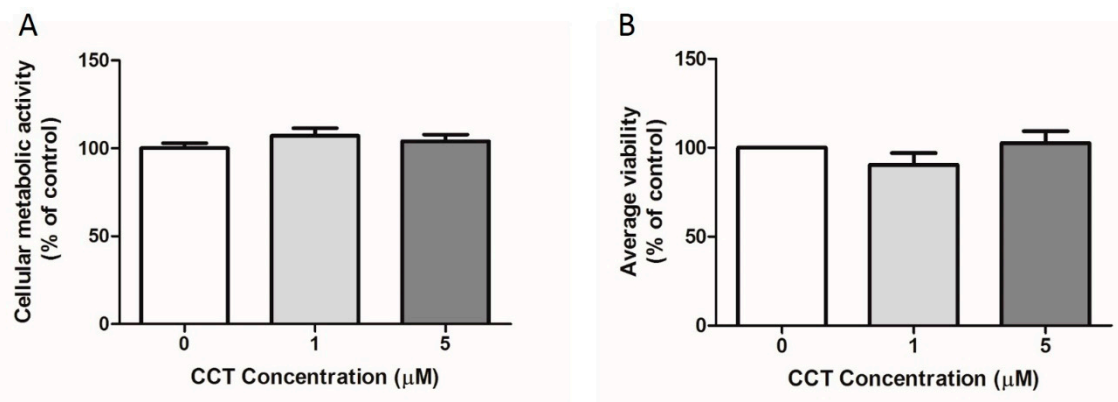 A
Cellular metabolic activity
(% of control)
150
100
50
0
0 1 5
CCT Concentration (μM)
B
Average viability
(% of control)
150
100
50
0
0 1 5
CCT Concentration (μM)